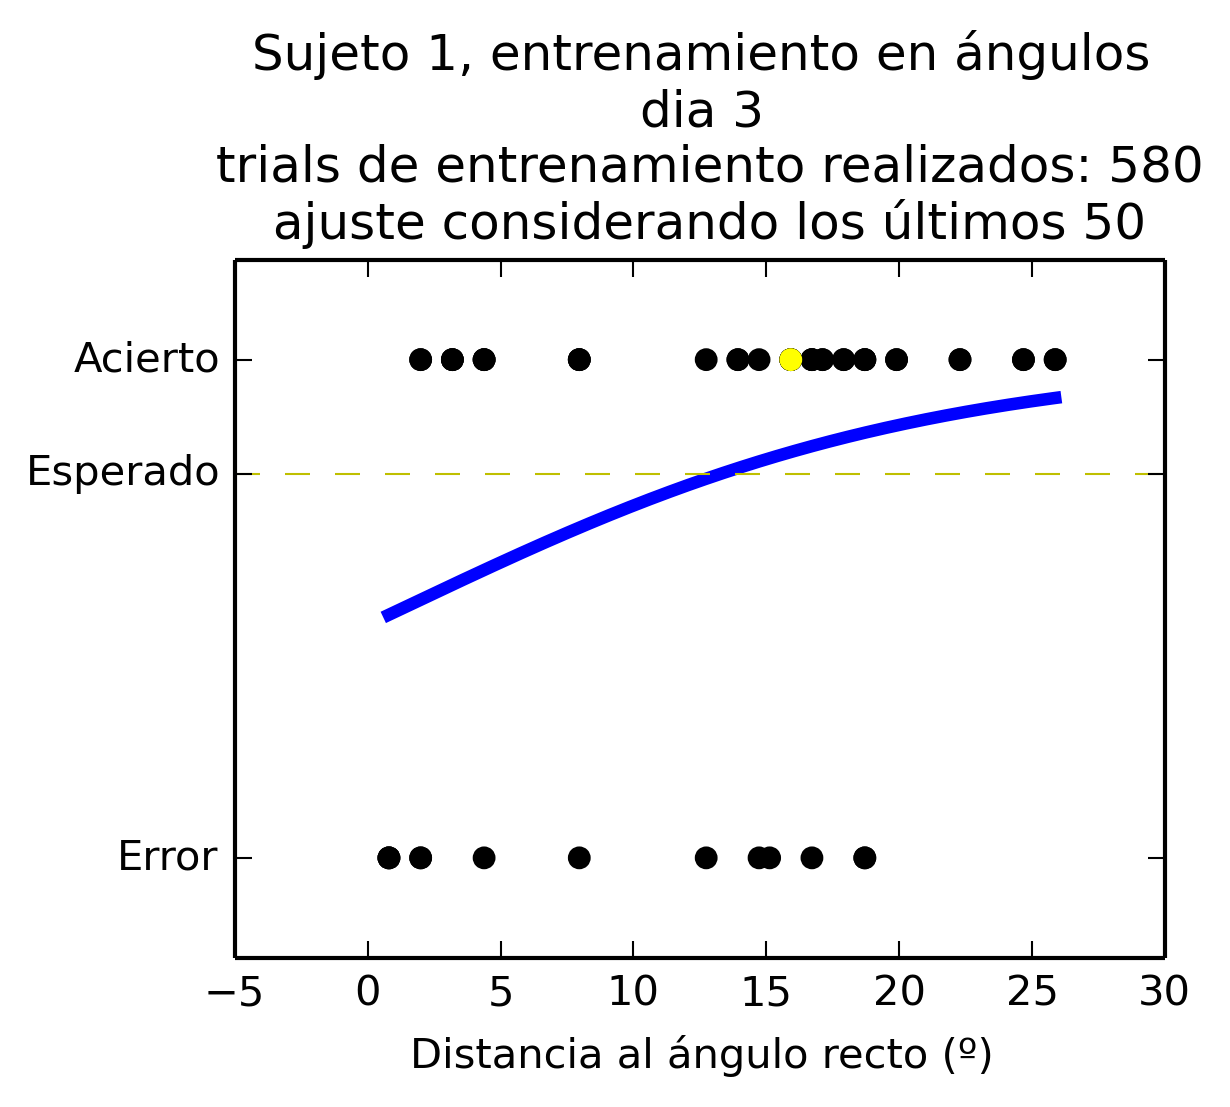 Sujeto 1, entrenamiento en ángulos
dia 3
trials de entrenamiento realizados: 580
ajuste considerando los últimos 50
Acierto
Esperado
Error
−5 0 5 10 15 20 25 30
Distancia al ángulo recto (º)